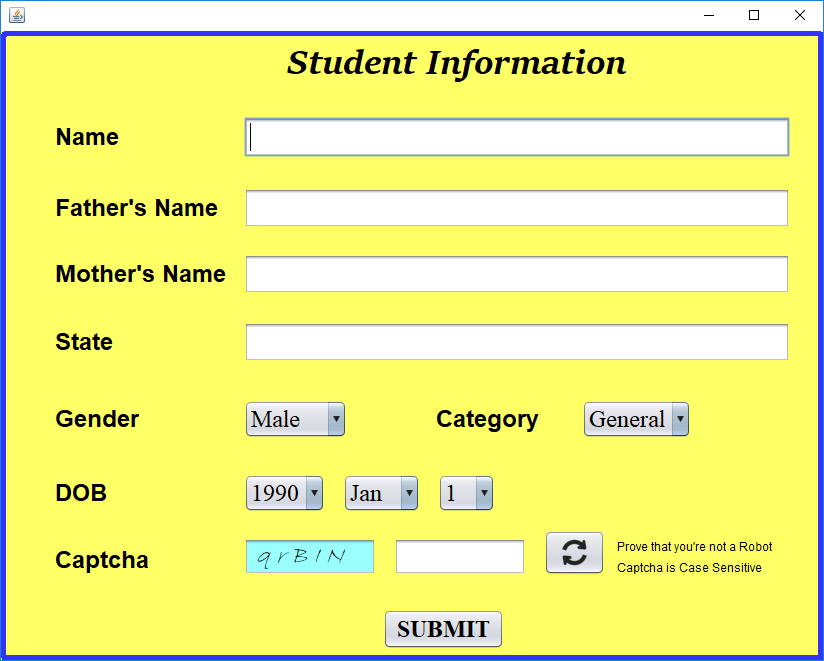 Student Information
Name
Father's Name
Mother's Name
State
Gender Male Category General
DOB 1990 Jan 1
Captcha qrBIN Prove that you're not a Robot
Captcha is Case Sensitive
SUBMIT